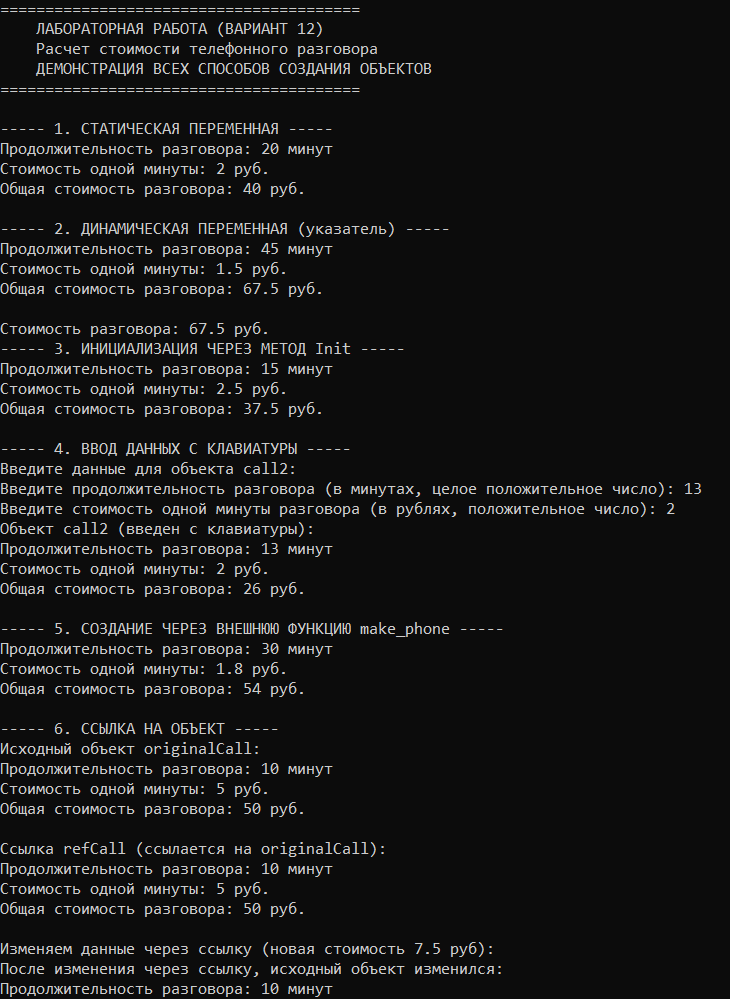 ========================================
    ЛАБОРАТОРНАЯ РАБОТА (ВАРИАНТ 12)
    Расчет стоимости телефонного разговора
    ДЕМОНСТРАЦИЯ ВСЕХ СПОСОБОВ СОЗДАНИЯ ОБЪЕКТОВ
========================================

----- 1. СТАТИЧЕСКАЯ ПЕРЕМЕННАЯ -----
Продолжительность разговора: 20 минут
Стоимость одной минуты: 2 руб.
Общая стоимость разговора: 40 руб.

----- 2. ДИНАМИЧЕСКАЯ ПЕРЕМЕННАЯ (указатель) -----
Продолжительность разговора: 45 минут
Стоимость одной минуты: 1.5 руб.
Общая стоимость разговора: 67.5 руб.

Стоимость разговора: 67.5 руб.
----- 3. ИНИЦИАЛИЗАЦИЯ ЧЕРЕЗ МЕТОД Init -----
Продолжительность разговора: 15 минут
Стоимость одной минуты: 2.5 руб.
Общая стоимость разговора: 37.5 руб.

----- 4. ВВОД ДАННЫХ С КЛАВИАТУРЫ -----
Введите данные для объекта call2:
Введите продолжительность разговора (в минутах, целое положительное число): 13
Введите стоимость одной минуты разговора (в рублях, положительное число): 2
Объект call2 (введен с клавиатуры):
Продолжительность разговора: 13 минут
Стоимость одной минуты: 2 руб.
Общая стоимость разговора: 26 руб.

----- 5. СОЗДАНИЕ ЧЕРЕЗ ВНЕШНЮЮ ФУНКЦИЮ make_phone -----
Продолжительность разговора: 30 минут
Стоимость одной минуты: 1.8 руб.
Общая стоимость разговора: 54 руб.

----- 6. ССЫЛКА НА ОБЪЕКТ -----
Исходный объект originalCall:
Продолжительность разговора: 10 минут
Стоимость одной минуты: 5 руб.
Общая стоимость разговора: 50 руб.

Ссылка refCall (ссылается на originalCall):
Продолжительность разговора: 10 минут
Стоимость одной минуты: 5 руб.
Общая стоимость разговора: 50 руб.

Изменяем данные через ссылку (новая стоимость 7.5 руб):
После изменения через ссылку, исходный объект изменился:
Продолжительность разговора: 10 минут